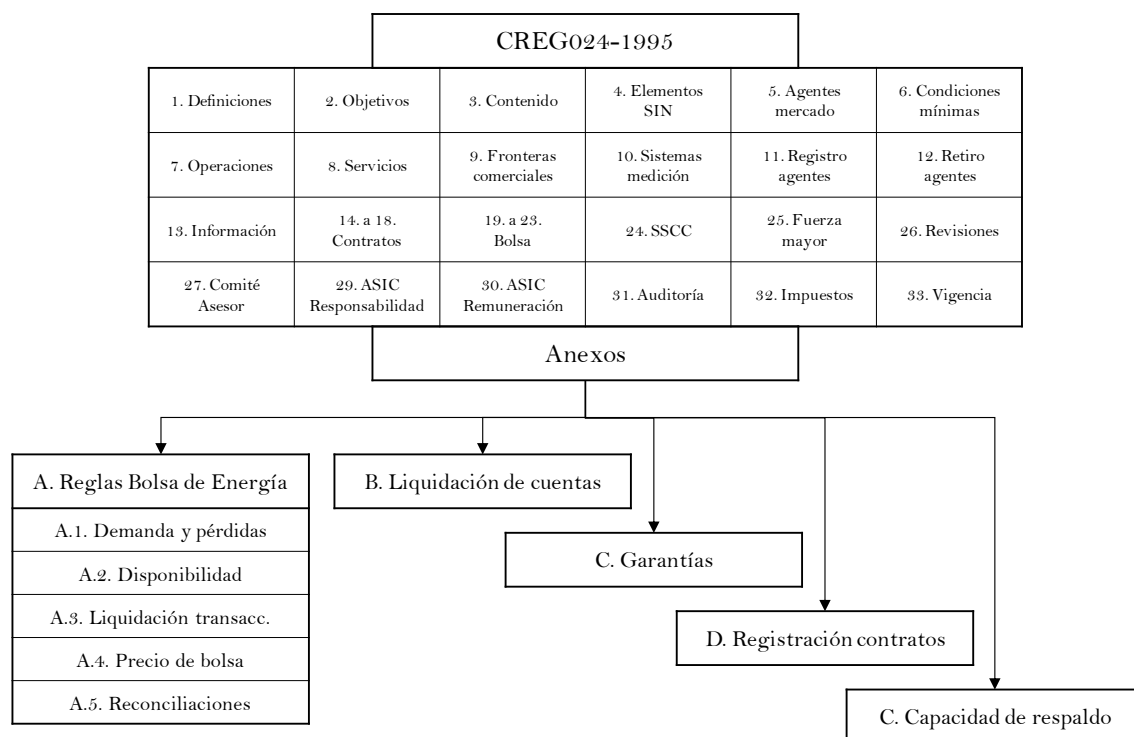 CREG024-1995
1. Definiciones
2. Objetivos
3. Contenido
4. Elementos
SIN
5. Agentes
mercado
6. Condiciones
mínimas
7. Operaciones
8. Servicios
9. Fronteras
comerciales
10. Sistemas
medición
11. Registro
agentes
12. Retiro
agentes
13. Información
14. a 18.
Contratos
19. a 23.
Bolsa
24. SSCC
25. Fuerza
mayor
26. Revisiones
27. Comité
Asesor
29. ASIC
Responsabilidad
30. ASIC
Remuneración
31. Auditoría
32. Impuestos
33. Vigencia
Anexos
A. Reglas Bolsa de Energía
A.1. Demanda y pérdidas
A.2. Disponibilidad
A.3. Liquidación transacc.
A.4. Precio de bolsa
A.5. Reconciliaciones
B. Liquidación de cuentas
C. Garantías
D. Registración contratos
C. Capacidad de respaldo